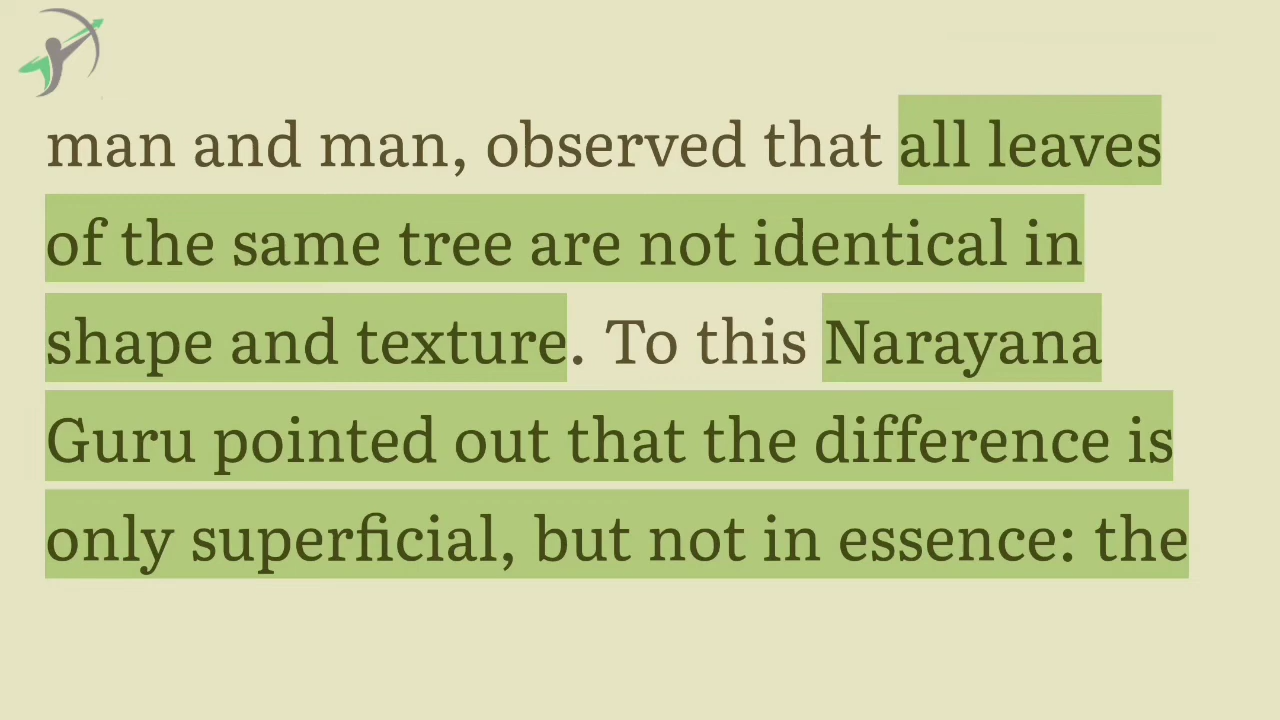 man and man, observed that all leaves
of the same tree are not identical in
shape and texture. To this Narayana
Guru pointed out that the difference is
only superficial, but not in essence: the